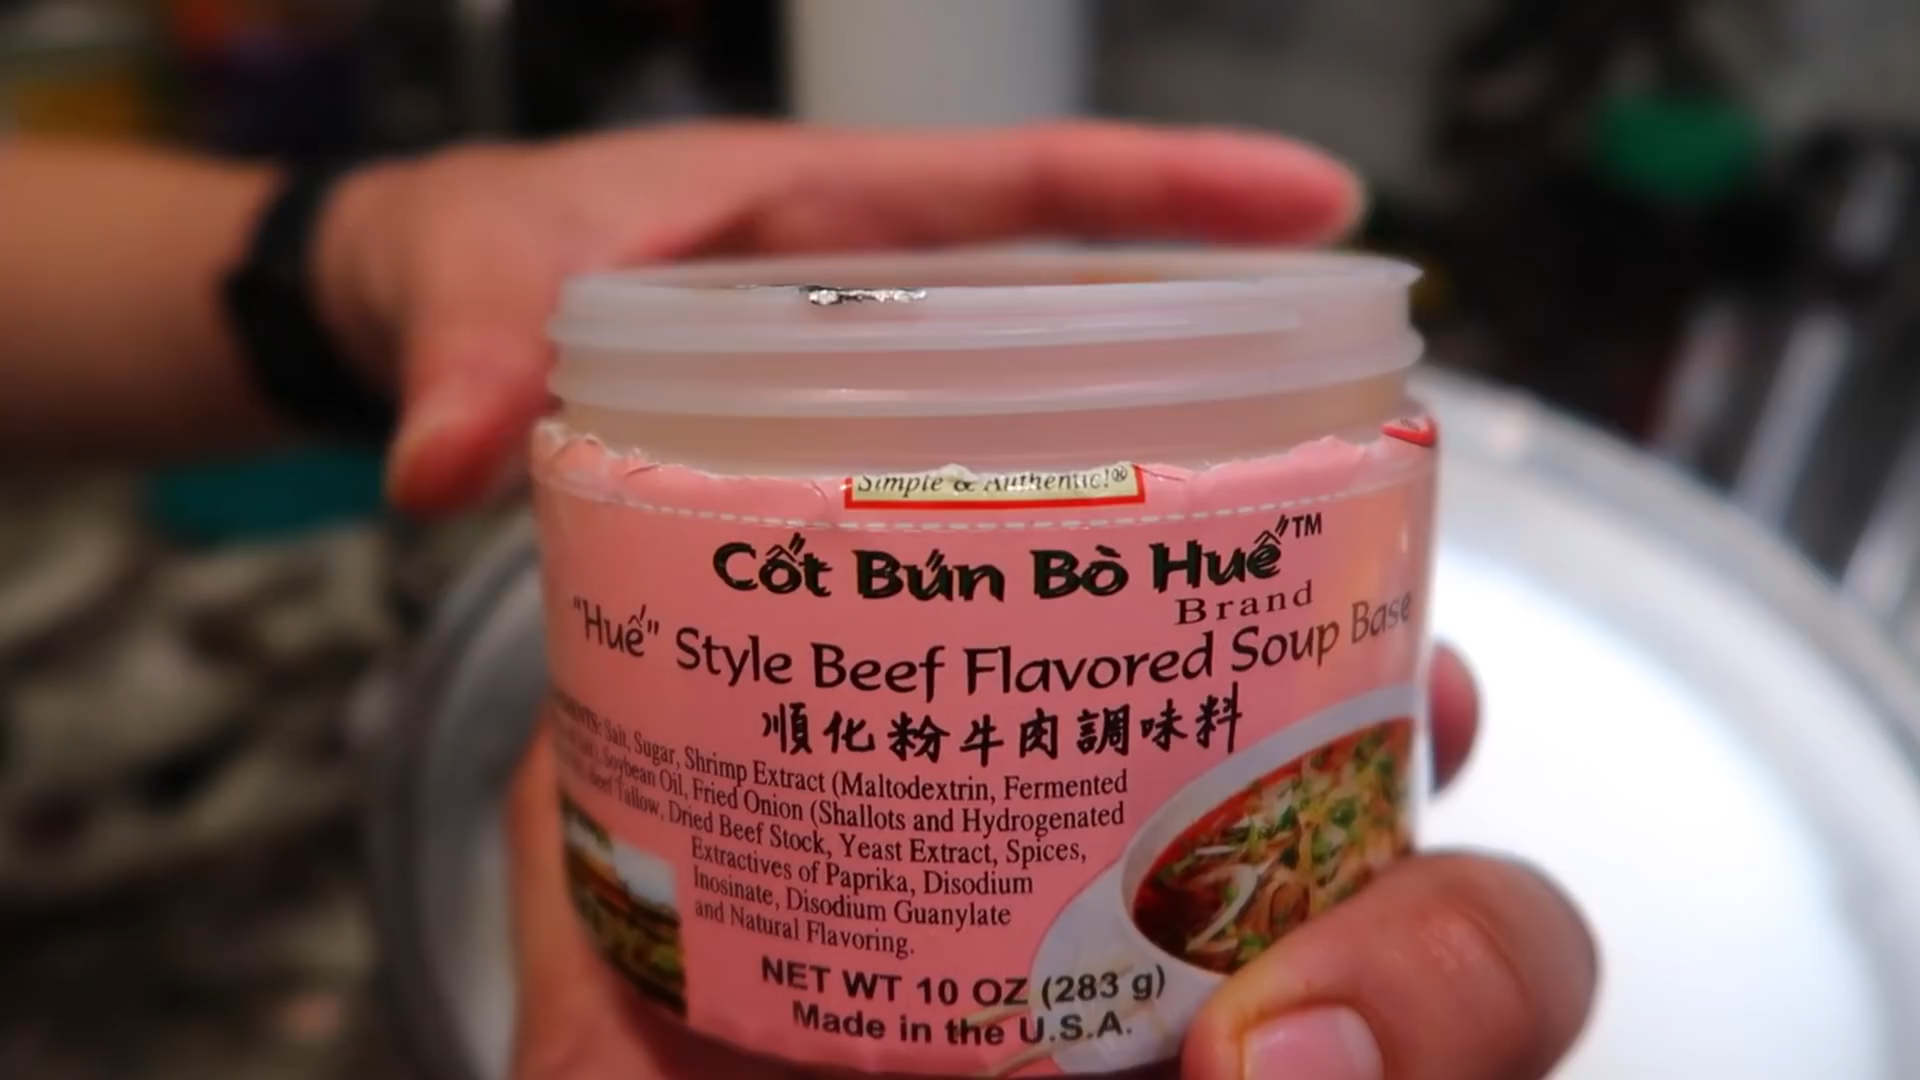 Simple & Authentic!®
Cốt Bún Bò Huế™
Brand
"Huế" Style Beef Flavored Soup Base
順化粉牛肉調味料
Salt, Sugar, Shrimp Extract (Maltodextrin, Fermented
Soybean Oil, Fried Onion (Shallots and Hydrogenated
Beef Tallow, Dried Beef Stock, Yeast Extract, Spices,
Extractives of Paprika, Disodium
Inosinate, Disodium Guanylate
and Natural Flavoring.
NET WT 10 OZ (283 g)
Made in the U.S.A.